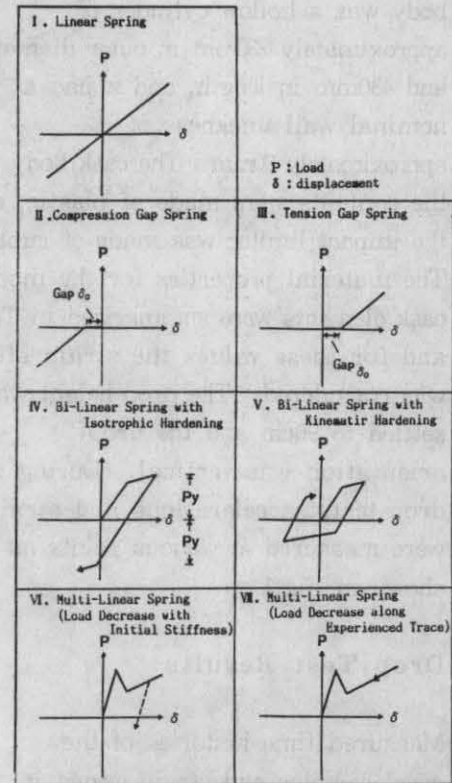 I. Linear Spring
P
δ
P : Load
δ : displacement
II. Compression Gap Spring
P
Gap δo
δ
III. Tension Gap Spring
P
δ
Gap δo
IV. Bi-Linear Spring with
Isotrophic Hardening
P
Py
δ
Py
V. Bi-Linear Spring with
Kinematir Hardening
P
δ
VI. Multi-Linear Spring
(Load Decrease with
Initial Stiffness)
P
δ
VII. Multi-Linear Spring
(Load Decrease along
Experienced Trace)
P
δ